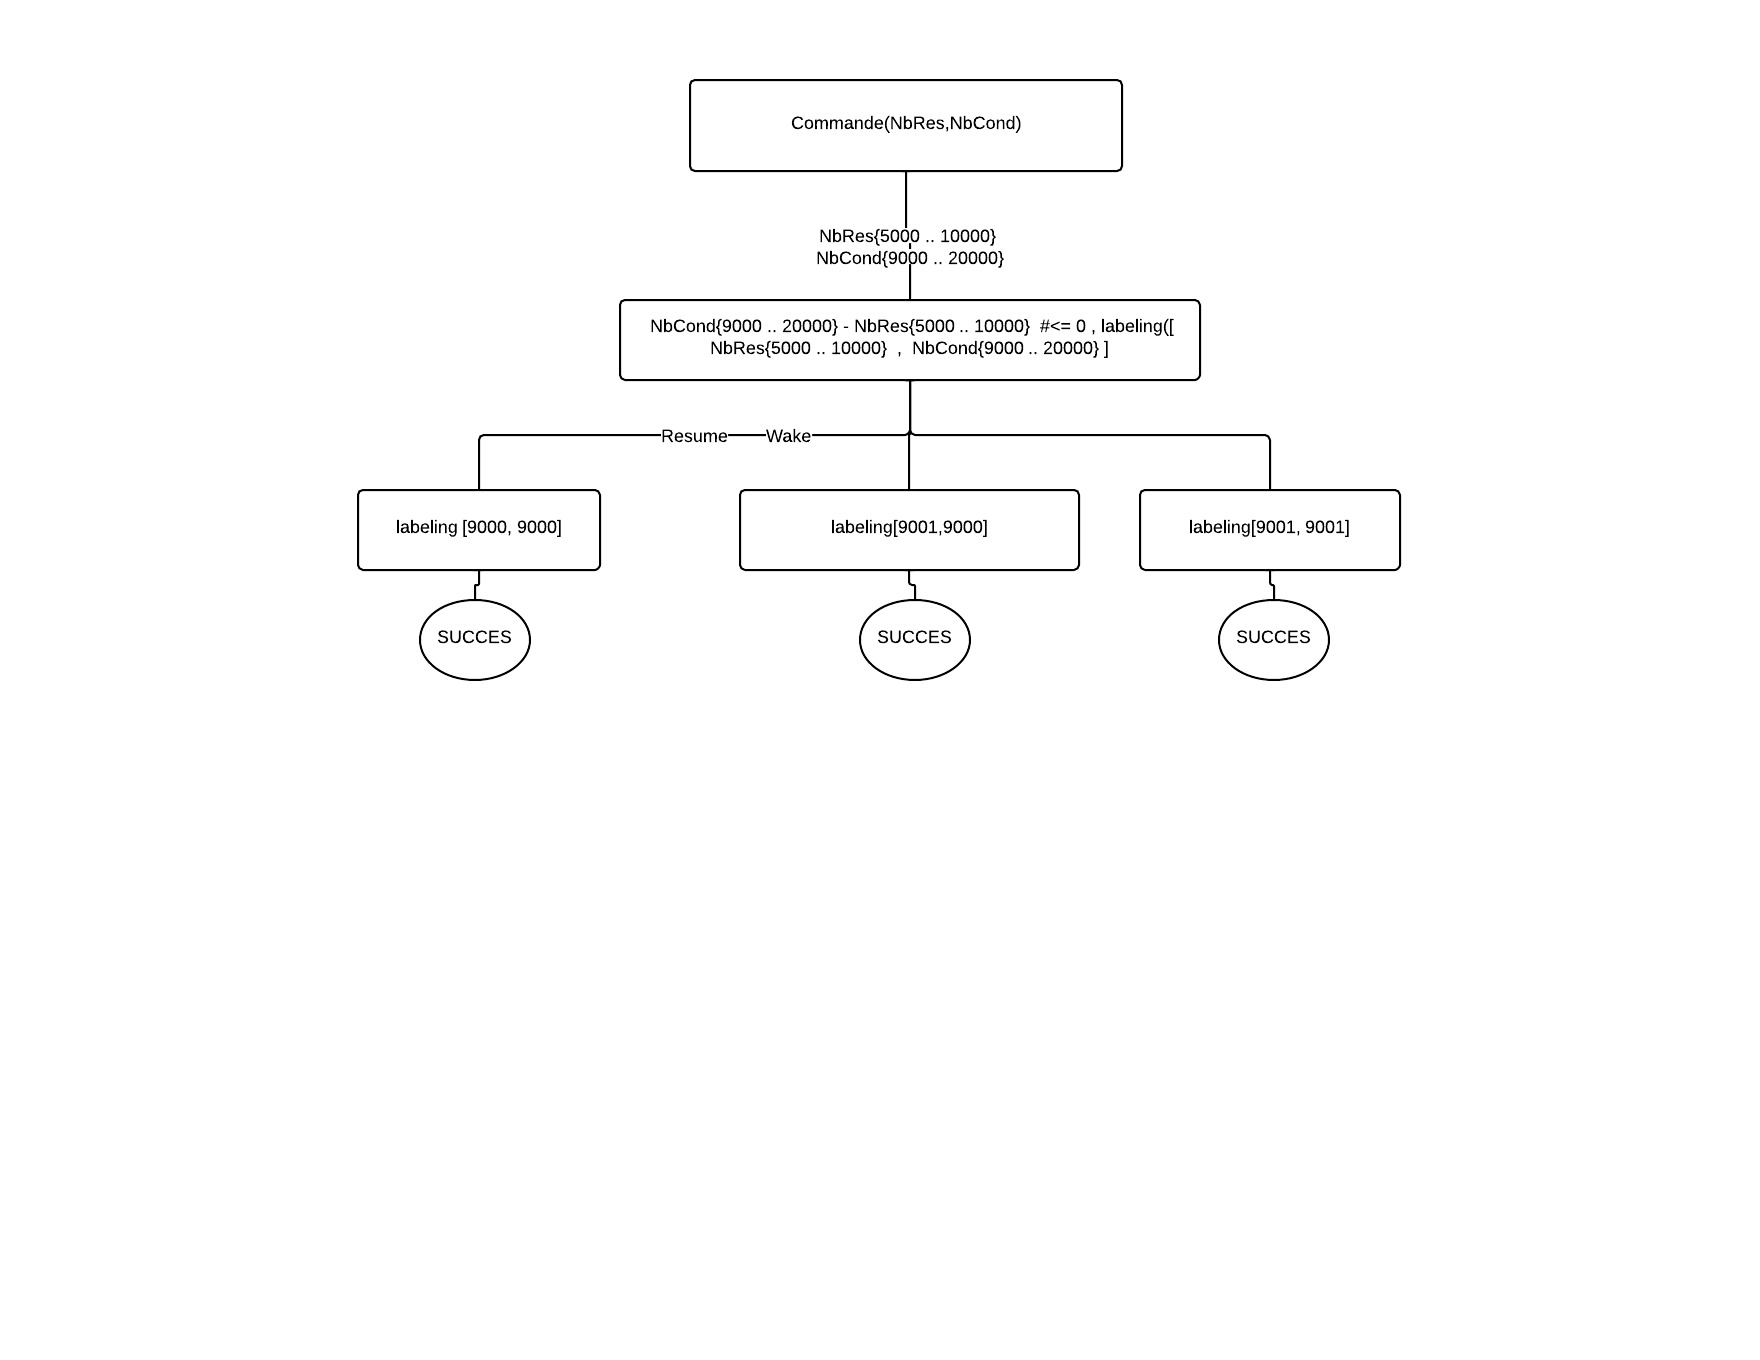 Commande(NbRes,NbCond)
NbRes{5000 .. 10000}
NbCond{9000 .. 20000}
NbCond{9000 .. 20000} - NbRes{5000 .. 10000}  #<= 0 , labeling([
NbRes{5000 .. 10000}  ,  NbCond{9000 .. 20000} ]
Resume Wake
labeling [9000, 9000]
labeling[9001,9000]
labeling[9001, 9001]
SUCCES
SUCCES
SUCCES